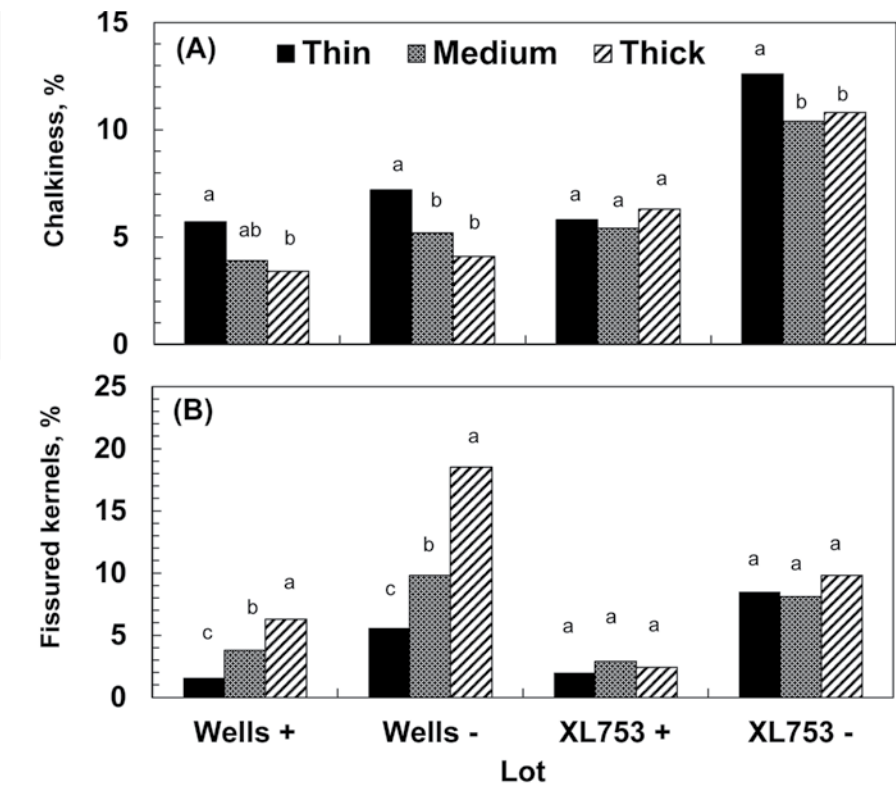 15
(A) Thin Medium Thick
a
b b
10
a
a
a
a a
ab b
b b
5
0
Chalkiness, %
25
(B)
a
20
15
b
a a a
10
c
a
b
c
a a a
5
0
Fissured kernels, %
Wells + Wells - XL753 + XL753 -
Lot